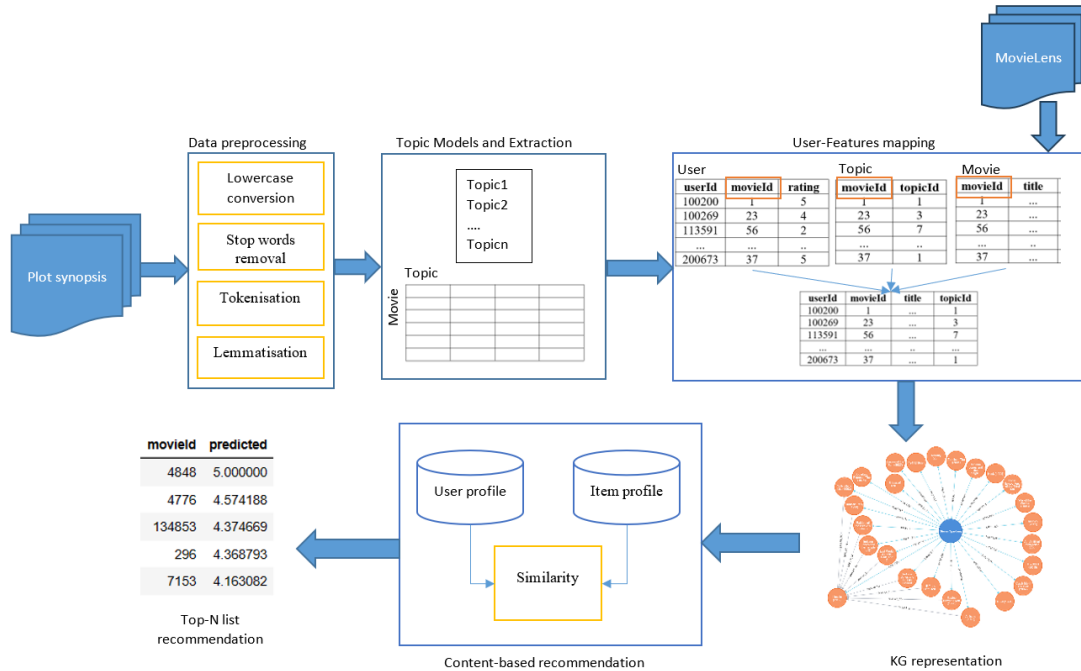 MovieLens
Plot synopsis
Data preprocessing
Lowercase
conversion
Stop words
removal
Tokenisation
Lemmatisation
Topic Models and Extraction
Topic1
Topic2
....
Topicn
Topic
Movie
User-Features mapping
User
userId movieId rating
100200 1 5
100269 23 4
113591 56 2
... ... ..
200673 37 5
Topic
movieId topicId
1 1
23 3
56 7
... ..
37 1
Movie
movieId title
1 ...
23 ...
56 ...
... ...
37 ...
userId movieId title topicId
100200 1 ... 1
100269 23 ... 3
113591 56 ... 7
... ... ... ..
200673 37 ... 1
KG representation
User profile
Item profile
Similarity
Content-based recommendation
movieId predicted
4848 5.000000
4776 4.574188
134853 4.374669
296 4.368793
7153 4.163082
Top-N list
recommendation